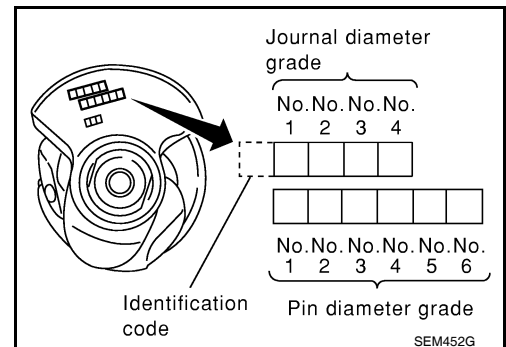 Journal diameter
grade
No. No. No. No.
1 2 3 4
No. No. No. No. No. No.
1 2 3 4 5 6
Identification
code
Pin diameter grade
SEM452G